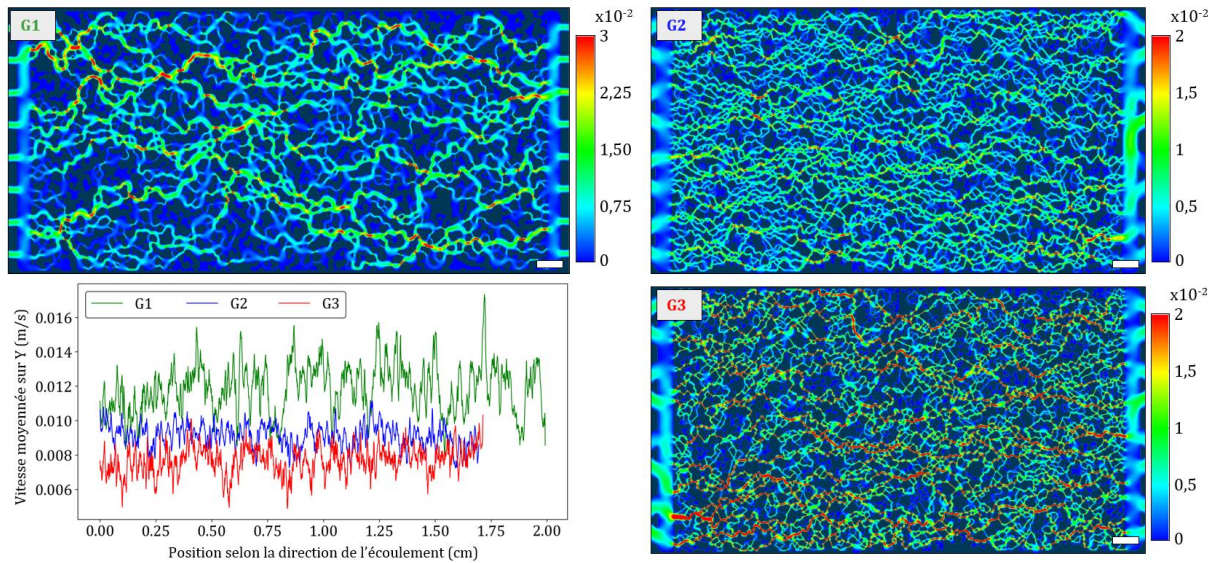 G1
x10⁻²
3
2,25
1,50
0,75
0
G2
x10⁻²
2
1,5
1
0,5
0
G1 G2 G3
Vitesse moyennée sur Y (m/s)
0.016
0.014
0.012
0.010
0.008
0.006
0.00 0.25 0.50 0.75 1.00 1.25 1.50 1.75 2.00
Position selon la direction de l’écoulement (cm)
G3
x10⁻²
2
1,5
1
0,5
0